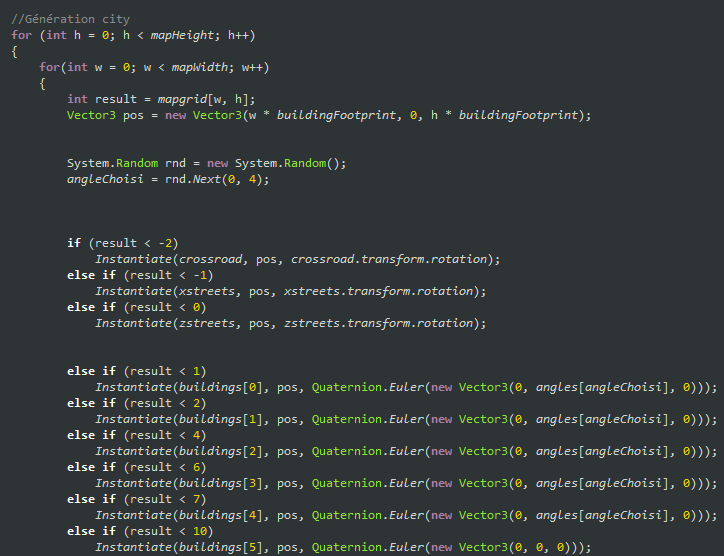 //Génération city
for (int h = 0; h < mapHeight; h++)
{
for(int w = 0; w < mapWidth; w++)
{
int result = mapgrid[w, h];
Vector3 pos = new Vector3(w * buildingFootprint, 0, h * buildingFootprint);
System.Random rnd = new System.Random();
angleChoisi = rnd.Next(0, 4);
if (result < -2)
Instantiate(crossroad, pos, crossroad.transform.rotation);
else if (result < -1)
Instantiate(xstreets, pos, xstreets.transform.rotation);
else if (result < 0)
Instantiate(zstreets, pos, zstreets.transform.rotation);
else if (result < 1)
Instantiate(buildings[0], pos, Quaternion.Euler(new Vector3(0, angles[angleChoisi], 0)));
else if (result < 2)
Instantiate(buildings[1], pos, Quaternion.Euler(new Vector3(0, angles[angleChoisi], 0)));
else if (result < 4)
Instantiate(buildings[2], pos, Quaternion.Euler(new Vector3(0, angles[angleChoisi], 0)));
else if (result < 6)
Instantiate(buildings[3], pos, Quaternion.Euler(new Vector3(0, angles[angleChoisi], 0)));
else if (result < 7)
Instantiate(buildings[4], pos, Quaternion.Euler(new Vector3(0, angles[angleChoisi], 0)));
else if (result < 10)
Instantiate(buildings[5], pos, Quaternion.Euler(new Vector3(0, 0, 0)));